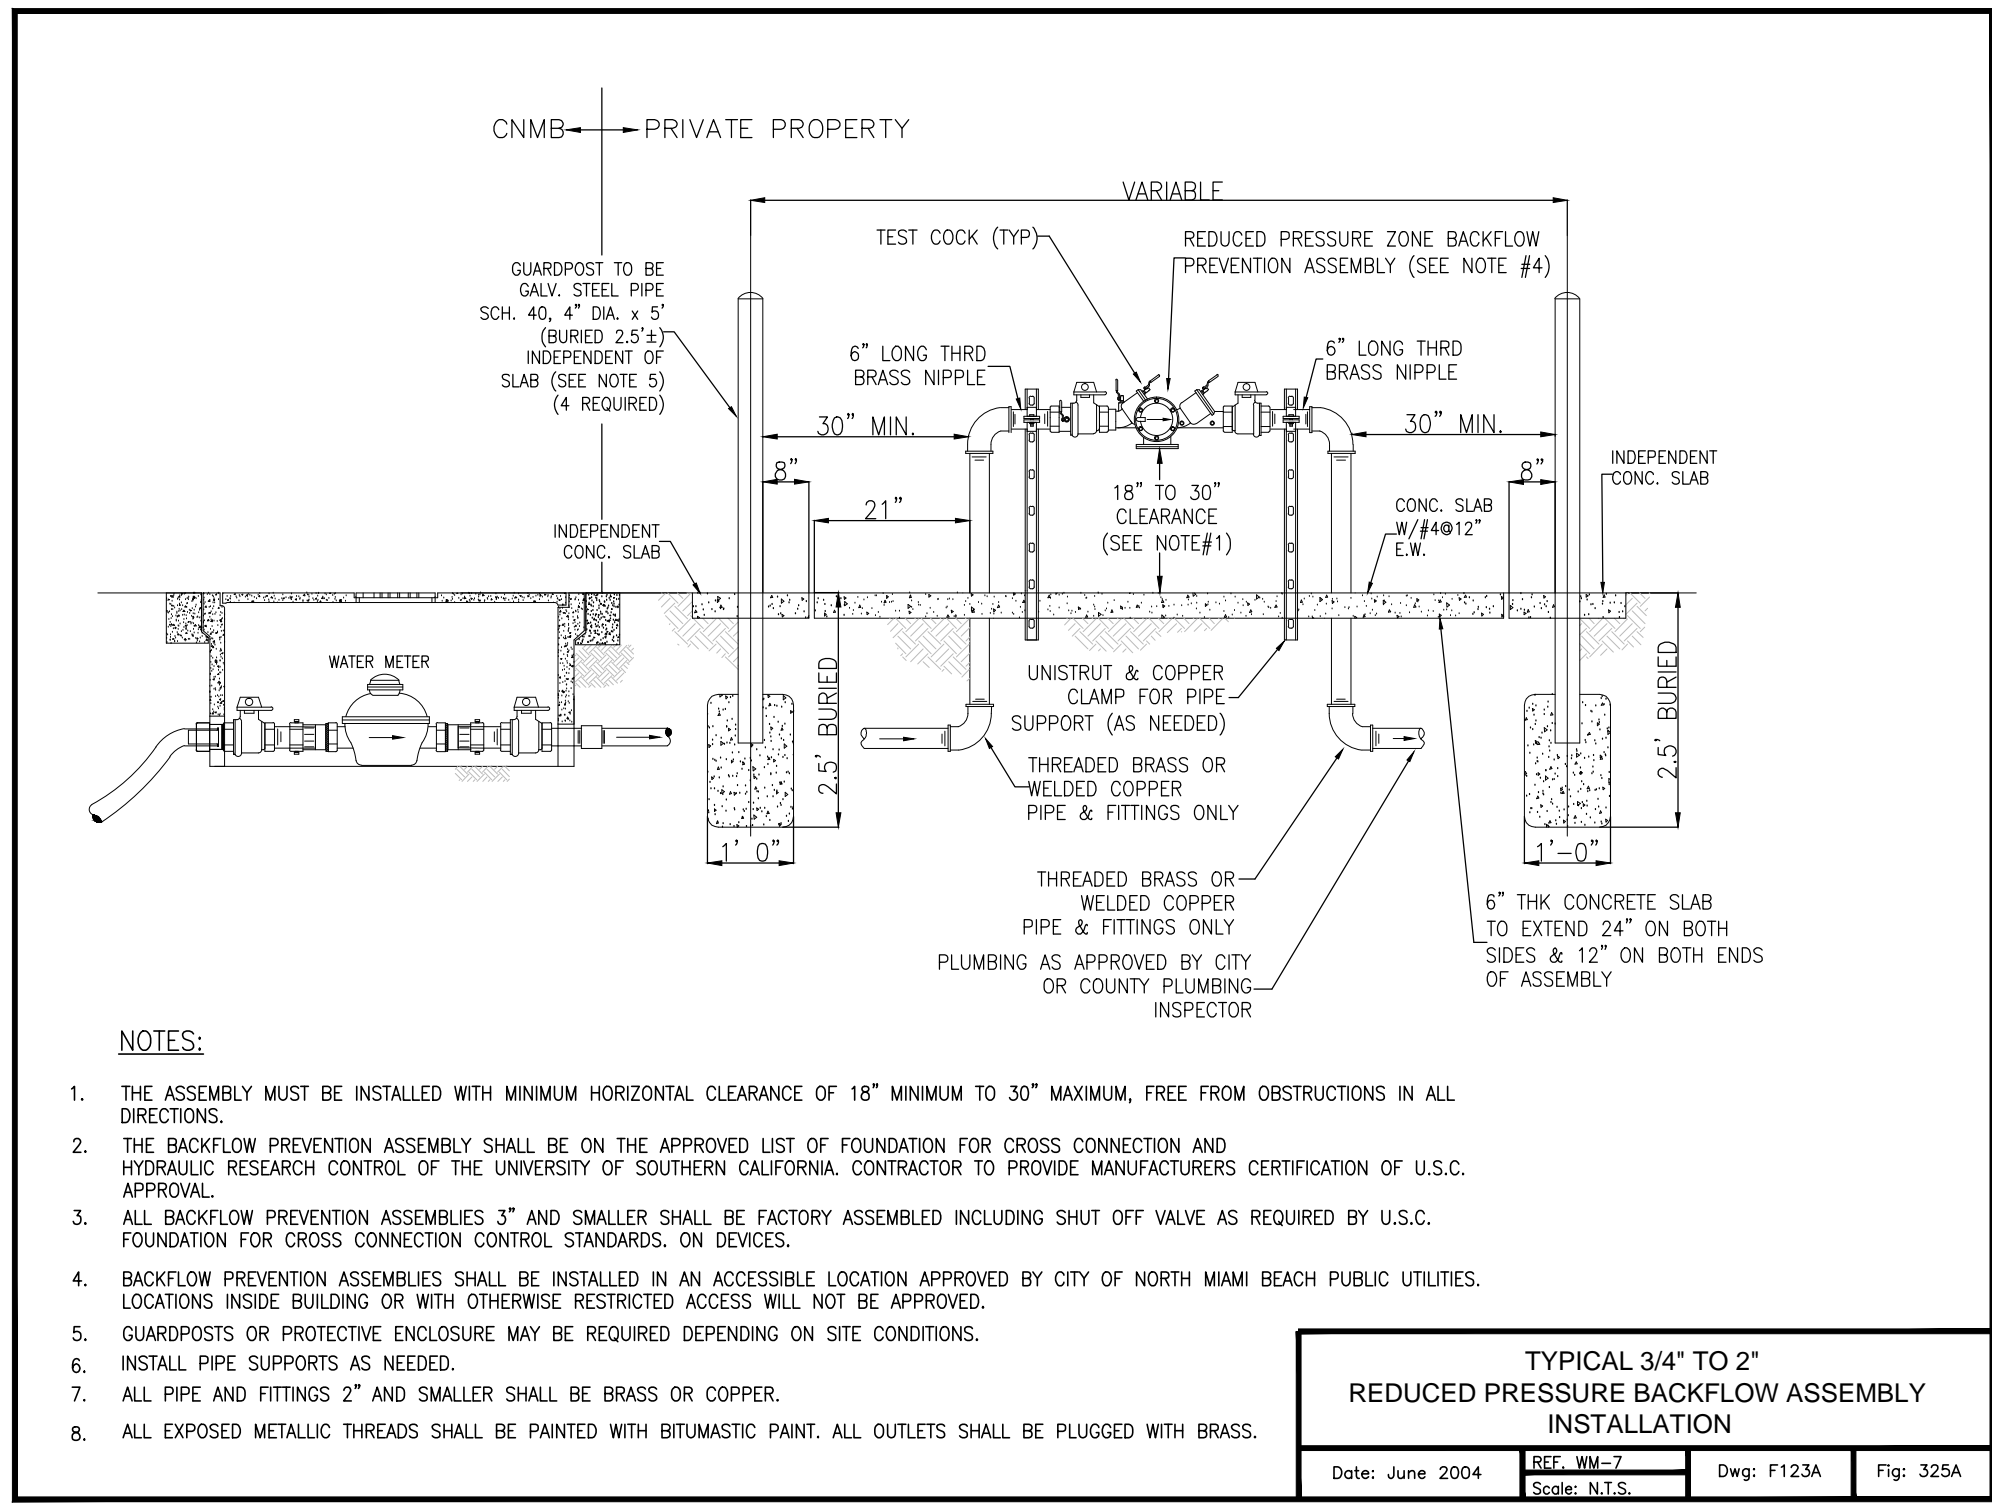 CNMB
PRIVATE PROPERTY
VARIABLE
TEST COCK (TYP)
REDUCED PRESSURE ZONE BACKFLOW
PREVENTION ASSEMBLY (SEE NOTE #4)
GUARDPOST TO BE
GALV. STEEL PIPE
SCH. 40, 4" DIA. x 5'
(BURIED 2.5'±)
INDEPENDENT OF
SLAB (SEE NOTE 5)
(4 REQUIRED)
6" LONG THRD
BRASS NIPPLE
6" LONG THRD
BRASS NIPPLE
30" MIN.
30" MIN.
8"
8"
21"
18" TO 30"
CLEARANCE
(SEE NOTE#1)
INDEPENDENT
CONC. SLAB
CONC. SLAB
W/#4@12"
E.W.
INDEPENDENT
CONC. SLAB
WATER METER
2.5' BURIED
2.5' BURIED
UNISTRUT & COPPER
CLAMP FOR PIPE
SUPPORT (AS NEEDED)
THREADED BRASS OR
WELDED COPPER
PIPE & FITTINGS ONLY
1' 0"
1'-0"
THREADED BRASS OR
WELDED COPPER
PIPE & FITTINGS ONLY
PLUMBING AS APPROVED BY CITY
OR COUNTY PLUMBING
INSPECTOR
6" THK CONCRETE SLAB
TO EXTEND 24" ON BOTH
SIDES & 12" ON BOTH ENDS
OF ASSEMBLY
NOTES:
1. THE ASSEMBLY MUST BE INSTALLED WITH MINIMUM HORIZONTAL CLEARANCE OF 18" MINIMUM TO 30" MAXIMUM, FREE FROM OBSTRUCTIONS IN ALL
DIRECTIONS.
2. THE BACKFLOW PREVENTION ASSEMBLY SHALL BE ON THE APPROVED LIST OF FOUNDATION FOR CROSS CONNECTION AND
HYDRAULIC RESEARCH CONTROL OF THE UNIVERSITY OF SOUTHERN CALIFORNIA. CONTRACTOR TO PROVIDE MANUFACTURERS CERTIFICATION OF U.S.C.
APPROVAL.
3. ALL BACKFLOW PREVENTION ASSEMBLIES 3" AND SMALLER SHALL BE FACTORY ASSEMBLED INCLUDING SHUT OFF VALVE AS REQUIRED BY U.S.C.
FOUNDATION FOR CROSS CONNECTION CONTROL STANDARDS. ON DEVICES.
4. BACKFLOW PREVENTION ASSEMBLIES SHALL BE INSTALLED IN AN ACCESSIBLE LOCATION APPROVED BY CITY OF NORTH MIAMI BEACH PUBLIC UTILITIES.
LOCATIONS INSIDE BUILDING OR WITH OTHERWISE RESTRICTED ACCESS WILL NOT BE APPROVED.
5. GUARDPOSTS OR PROTECTIVE ENCLOSURE MAY BE REQUIRED DEPENDING ON SITE CONDITIONS.
6. INSTALL PIPE SUPPORTS AS NEEDED.
7. ALL PIPE AND FITTINGS 2" AND SMALLER SHALL BE BRASS OR COPPER.
8. ALL EXPOSED METALLIC THREADS SHALL BE PAINTED WITH BITUMASTIC PAINT. ALL OUTLETS SHALL BE PLUGGED WITH BRASS.
TYPICAL 3/4" TO 2"
REDUCED PRESSURE BACKFLOW ASSEMBLY
INSTALLATION
Date: June 2004
REF. WM-7
Scale: N.T.S.
Dwg: F123A
Fig: 325A